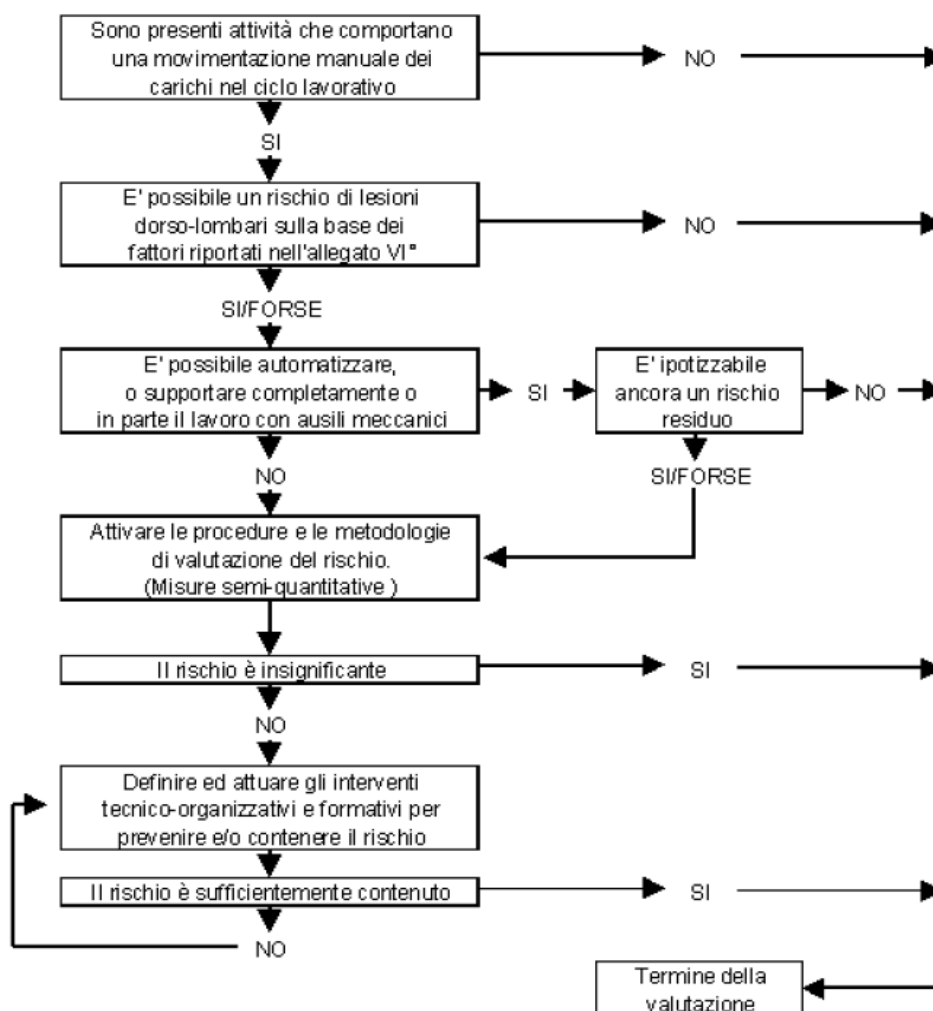 Sono presenti attività che comportano
una movimentazione manuale dei
carichi nel ciclo lavorativo
NO
SI
E' possibile un rischio di lesioni
dorso-lombari sulla base dei
fattori riportati nell'allegato VI°
NO
SI/FORSE
E' possibile automatizzare,
o supportare completamente o
in parte il lavoro con ausili meccanici
SI
E' ipotizzabile
ancora un rischio
residuo
NO
NO
SI/FORSE
Attivare le procedure e le metodologie
di valutazione del rischio.
(Misure semi-quantitative )
Il rischio è insignificante
SI
NO
Definire ed attuare gli interventi
tecnico-organizzativi e formativi per
prevenire e/o contenere il rischio
Il rischio è sufficientemente contenuto
SI
NO
Termine della
valutazione